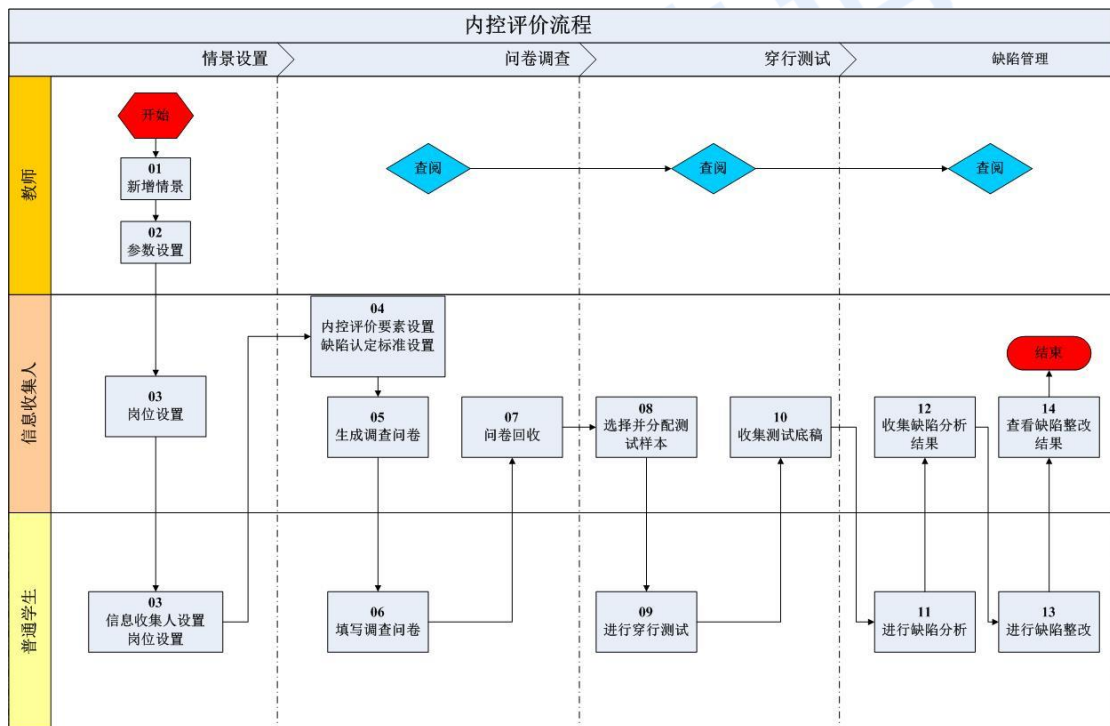 内控评价流程
情景设置
问卷调查
穿行测试
缺陷管理
教师
开始
01
新增情景
02
参数设置
查阅
查阅
查阅
信息收集人
03
岗位设置
04
内控评价要素设置
缺陷认定标准设置
05
生成调查问卷
07
问卷回收
08
选择并分配测
试样本
10
收集测试底稿
12
收集缺陷分析
结果
14
查看缺陷整改
结果
结束
普通学生
03
信息收集人设置
岗位设置
06
填写调查问卷
09
进行穿行测试
11
进行缺陷分析
13
进行缺陷整改